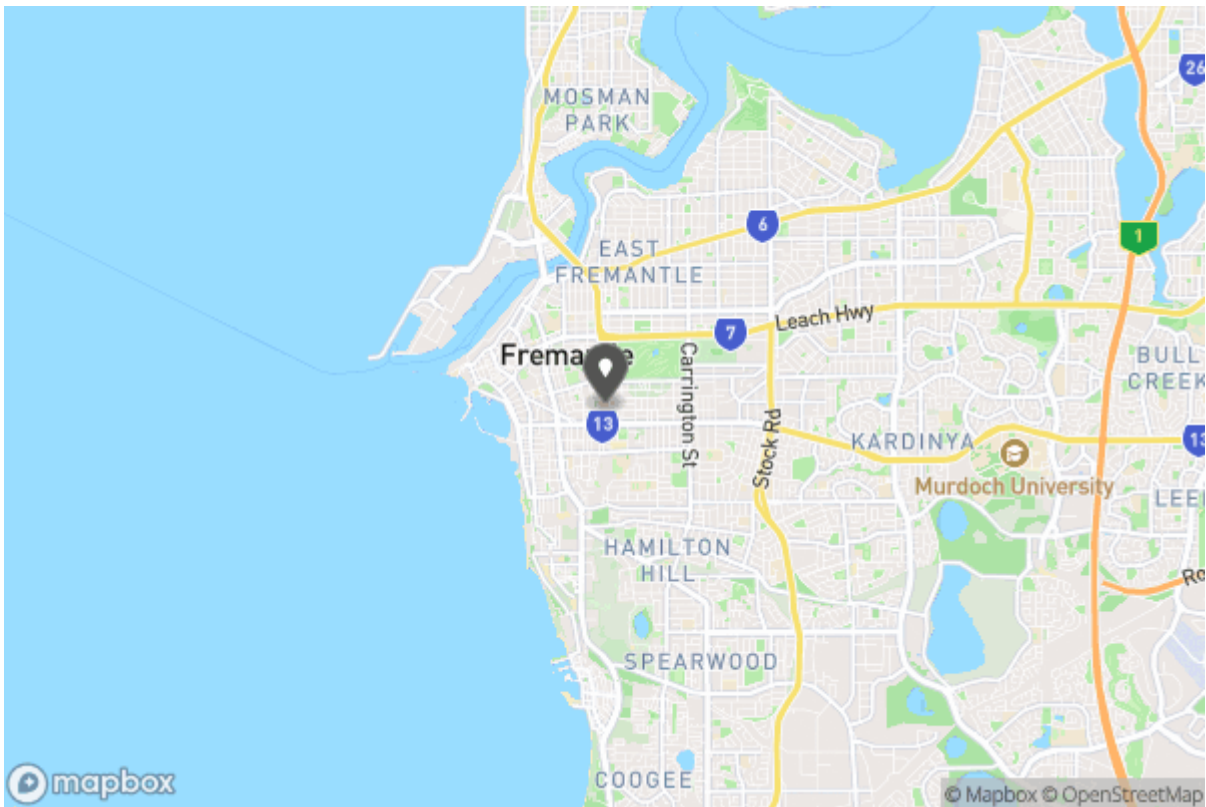 26
MOSMAN
PARK
6
1
EAST
FREMANTLE
Leach Hwy
7
Fremantle
Carrington St
BULL
CREEK
13
Stock Rd
KARDINYA
13
Murdoch University
LEE
HAMILTON
HILL
Ro
SPEARWOOD
COOGEE
mapbox
© Mapbox © OpenStreetMap